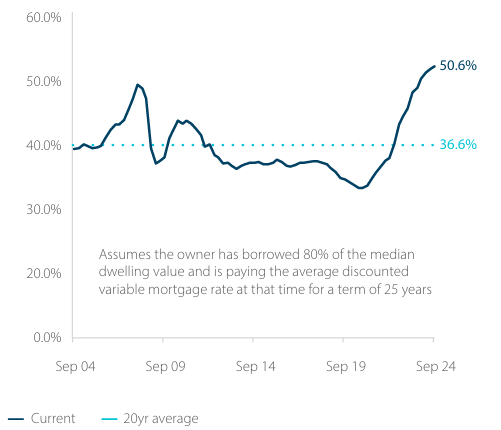 60.0%
50.0%
50.6%
40.0%
36.6%
30.0%
Assumes the owner has borrowed 80% of the median
dwelling value and is paying the average discounted
variable mortgage rate at that time for a term of 25 years
20.0%
0.0%
Sep 04 Sep 09 Sep 14 Sep 19 Sep 24
Current 20yr average